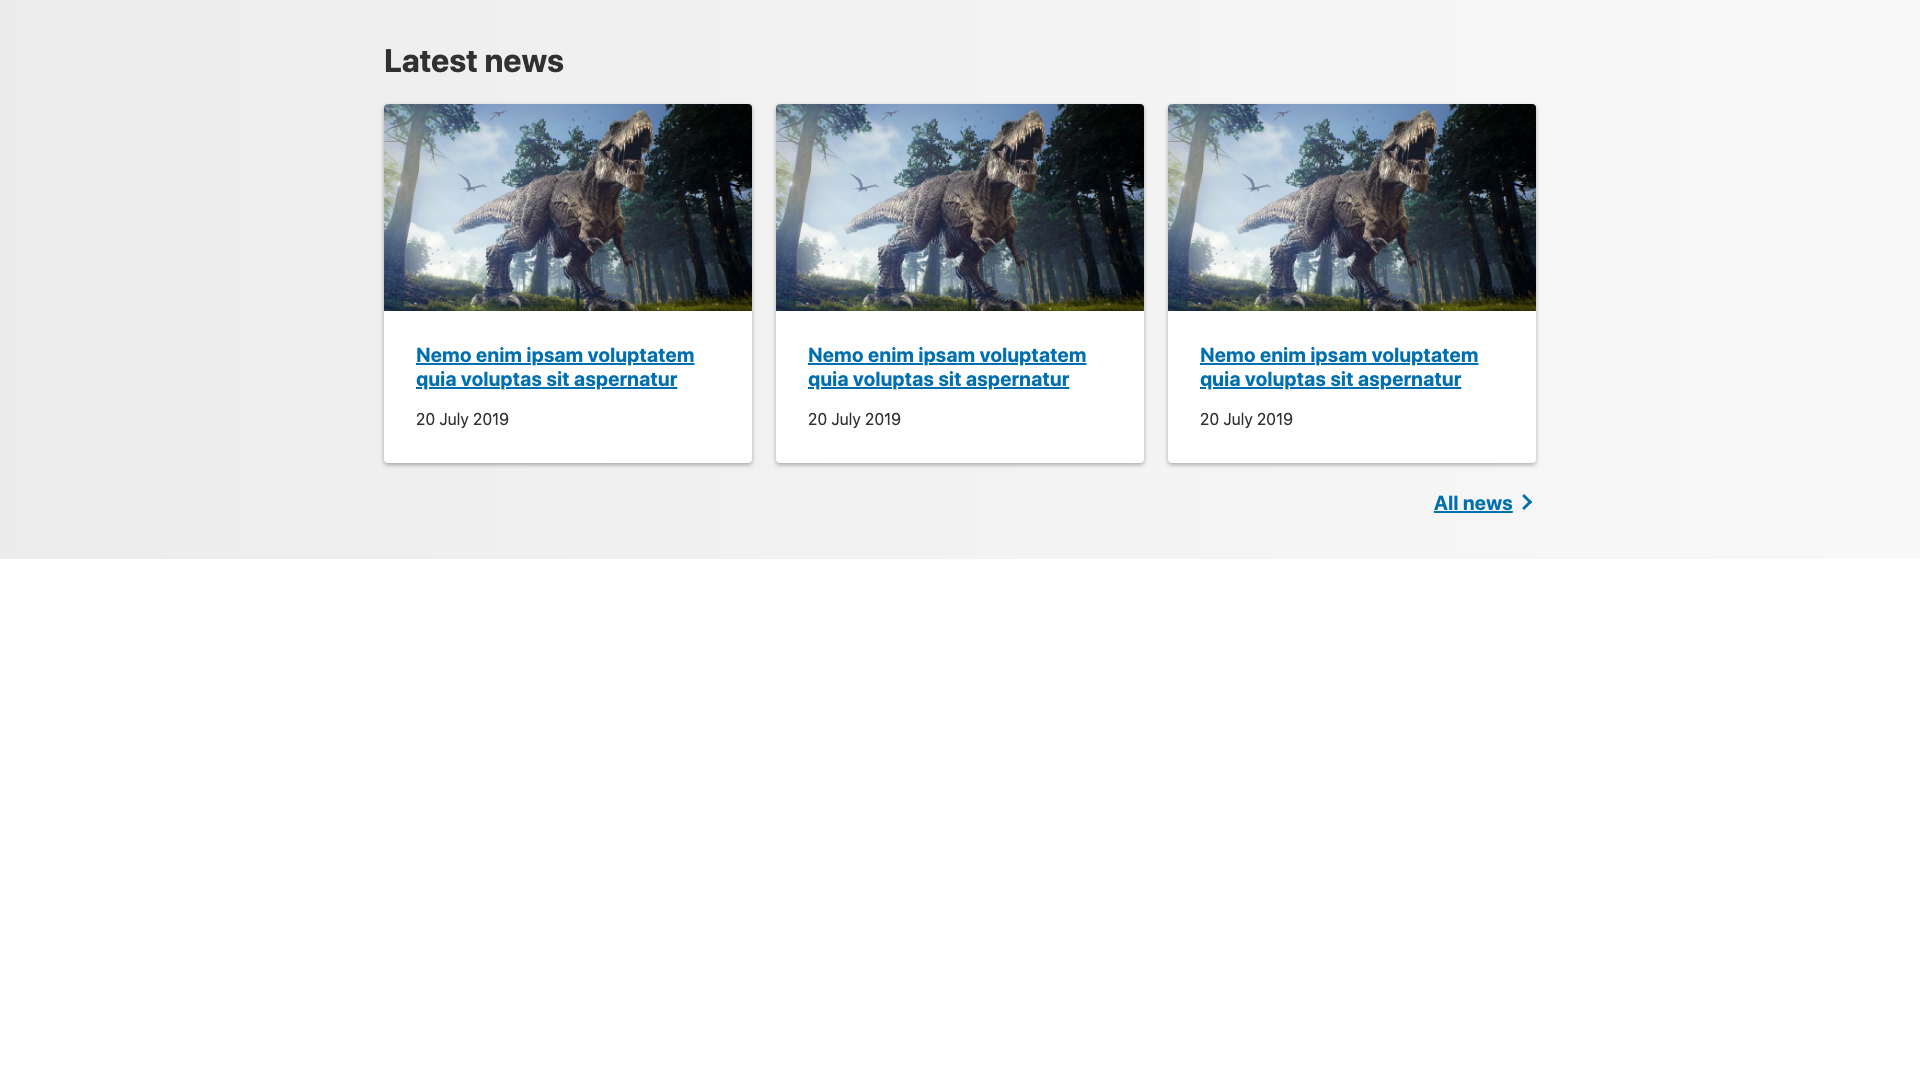 Latest news
Nemo enim ipsam voluptatem
quia voluptas sit aspernatur
20 July 2019
Nemo enim ipsam voluptatem
quia voluptas sit aspernatur
20 July 2019
Nemo enim ipsam voluptatem
quia voluptas sit aspernatur
20 July 2019
All news